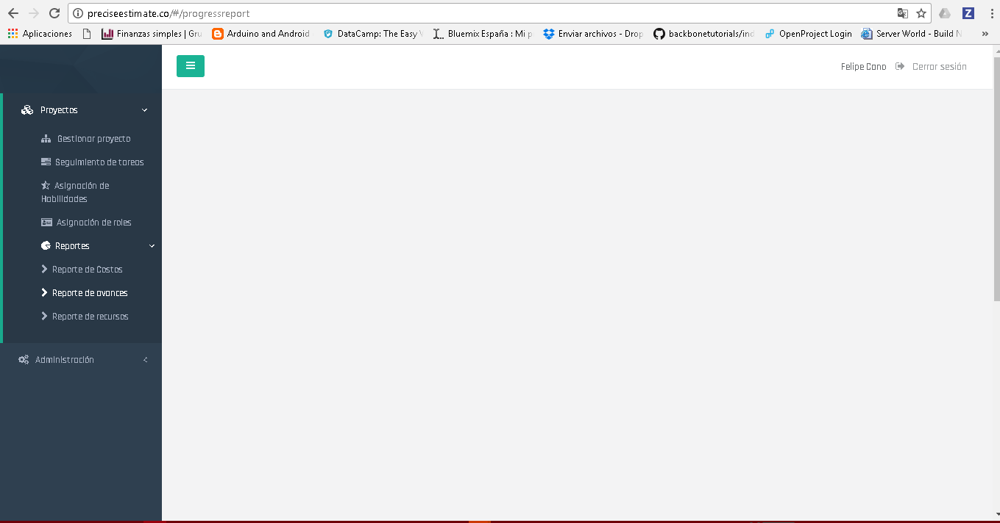 preciseestimate.co/#/progressreport
Aplicaciones
Finanzas simples | Gru
Arduino and Android
DataCamp: The Easy
Bluemix España : Mi p
Enviar archivos - Drop
backbonetutorials/ind
OpenProject Login
Server World - Build N
»
Z
Felipe Cano
Cerrar sesión
Proyectos
Gestionar proyecto
Seguimiento de tareas
Asignación de
Habilidades
Asignación de roles
Reportes
Reporte de Costos
Reporte de avances
Reporte de recursos
Administración